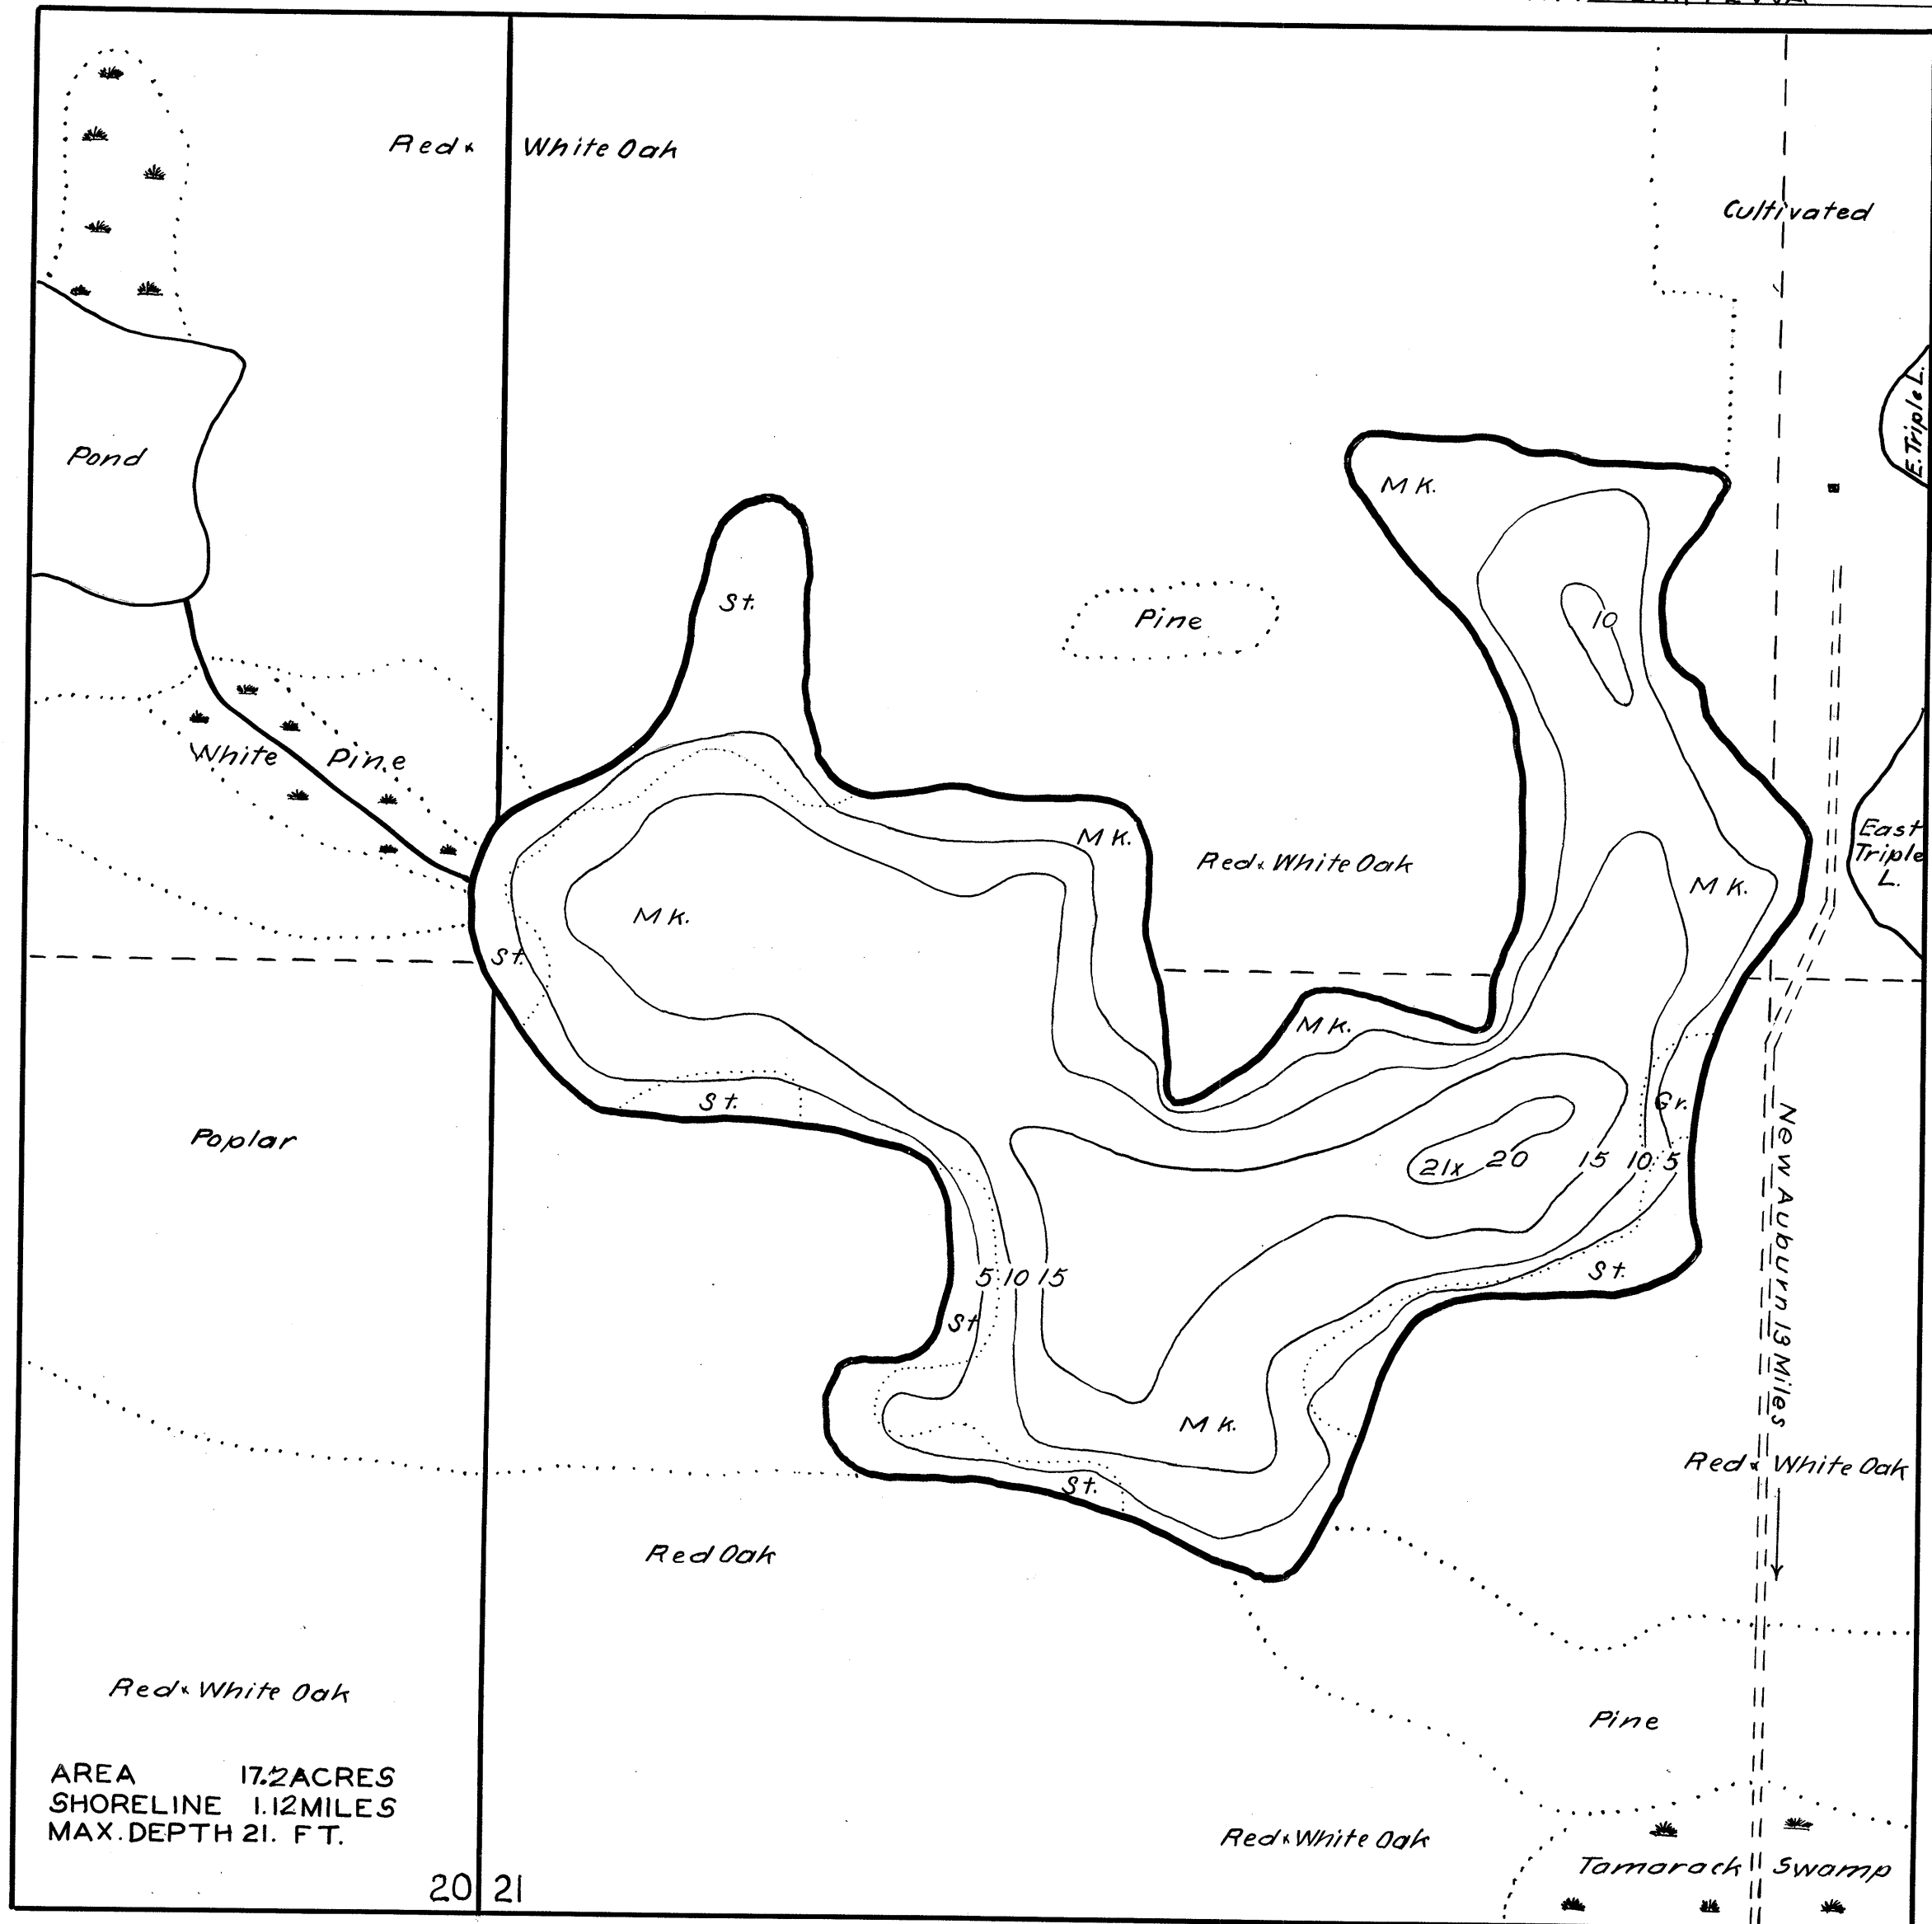 Red & White Oak
Cultivated
E. Triple L.
Pond
MK.
St.
Pine
10
White Pine
MK.
Red & White Oak
East
Triple
L.
MK.
MK.
St.
MK.
St.
Gr.
Poplar
21x 20 15 10 5
New Auburn 13 Miles
5 10 15
St.
St
MK.
Red & White Oak
St.
Red Oak
Red & White Oak
Pine
AREA 17.2 ACRES
SHORELINE 1.12 MILES
MAX. DEPTH 21. FT.
Red & White Oak
Tamarack Swamp
20 21